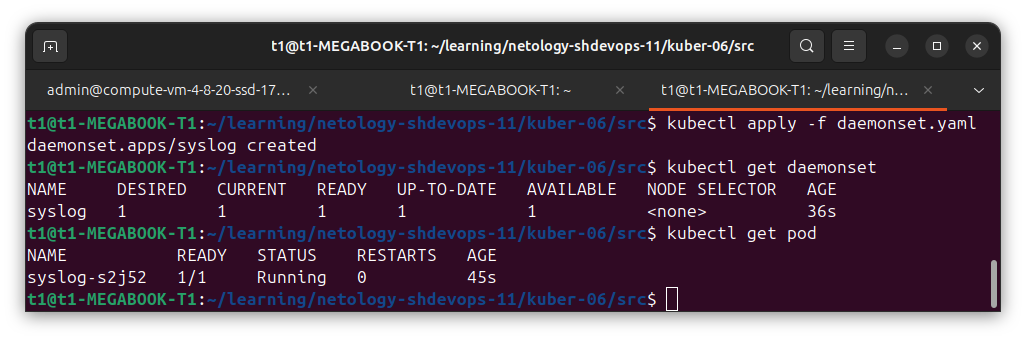 t1@t1-MEGABOOK-T1: ~/learning/netology-shdevops-11/kuber-06/src
admin@compute-vm-4-8-20-ssd-17… × t1@t1-MEGABOOK-T1: ~ × t1@t1-MEGABOOK-T1: ~/learning/n… ×
t1@t1-MEGABOOK-T1:~/learning/netology-shdevops-11/kuber-06/src$ kubectl apply -f daemonset.yaml
daemonset.apps/syslog created
t1@t1-MEGABOOK-T1:~/learning/netology-shdevops-11/kuber-06/src$ kubectl get daemonset
NAME     DESIRED   CURRENT   READY   UP-TO-DATE   AVAILABLE   NODE SELECTOR   AGE
syslog   1         1         1       1            1           <none>          36s
t1@t1-MEGABOOK-T1:~/learning/netology-shdevops-11/kuber-06/src$ kubectl get pod
NAME           READY   STATUS    RESTARTS   AGE
syslog-s2j52   1/1     Running   0          45s
t1@t1-MEGABOOK-T1:~/learning/netology-shdevops-11/kuber-06/src$